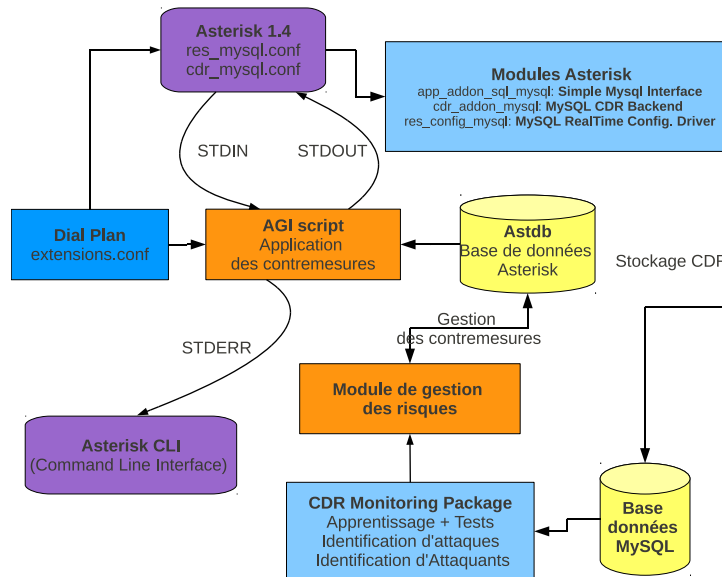 Asterisk 1.4
res_mysql.conf
cdr_mysql.conf
Modules Asterisk
app_addon_sql_mysql: Simple Mysql Interface
cdr_addon_mysql: MySQL CDR Backend
res_config_mysql: MySQL RealTime Config. Driver
STDIN
STDOUT
Dial Plan
extensions.conf
AGI script
Application
des contremesures
Astdb
Base de données
Asterisk
Stockage CDR
Gestion
des contremesures
STDERR
Module de gestion
des risques
Asterisk CLI
(Command Line Interface)
CDR Monitoring Package
Apprentissage + Tests
Identification d'attaques
Identification d'Attaquants
Base
données
MySQL